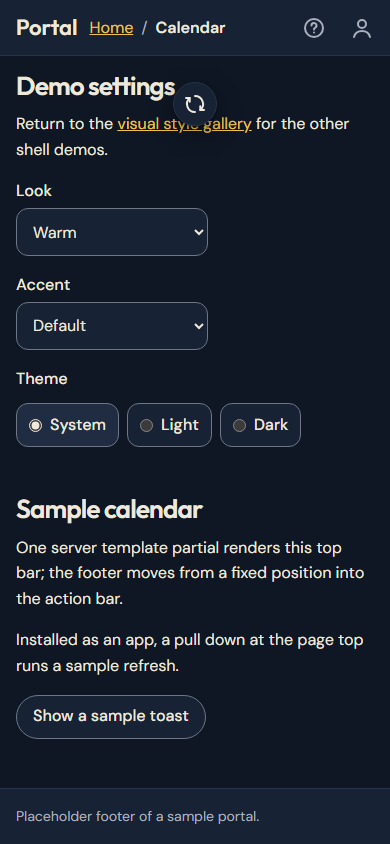 Portal Home / Calendar
Demo settings
Return to the visual style gallery for the other
shell demos.
Look
Warm
Accent
Default
Theme
System Light Dark
Sample calendar
One server template partial renders this top
bar; the footer moves from a fixed position into
the action bar.
Installed as an app, a pull down at the page top
runs a sample refresh.
Show a sample toast
Placeholder footer of a sample portal.